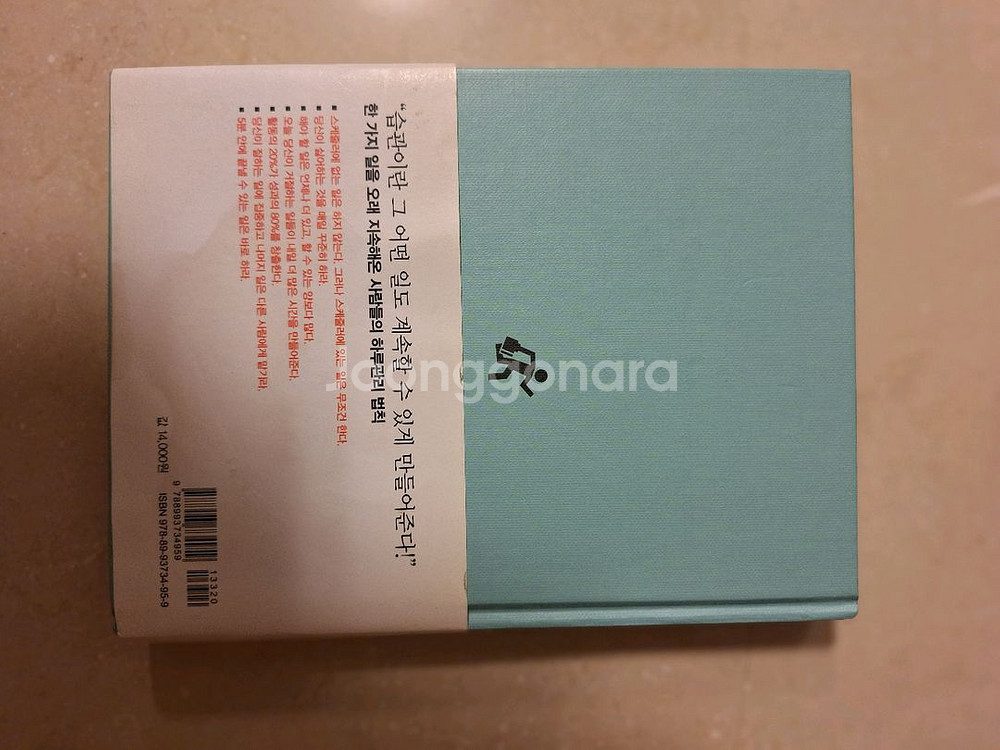 “습관이란 그 어떤 일도 계속할 수 있게 만들어준다!”
한 가지 일을 오래 지속해온 사람들의 하루관리 법칙
▪ 스케줄러에 없는 일은 하지 않는다. 그러나 스케줄러에 있는 일은 무조건 한다.
▪ 당신이 싫어하는 것을 매일 꾸준히 하라.
▪ 해야 할 일은 언제나 더 있고, 할 수 있는 양보다 많다.
▪ 오늘 당신이 거절하는 일들이 내일 더 많은 시간을 만들어준다.
▪ 활동의 20%가 성과의 80%를 창출한다.
▪ 당신이 잘하는 일에 집중하고 나머지 일은 다른 사람에게 맡기라.
▪ 5분 안에 끝낼 수 있는 일은 바로 하라.
13320
9 788993 734959
ISBN 978-89-93734-95-9
값 14,000원
joonggonara